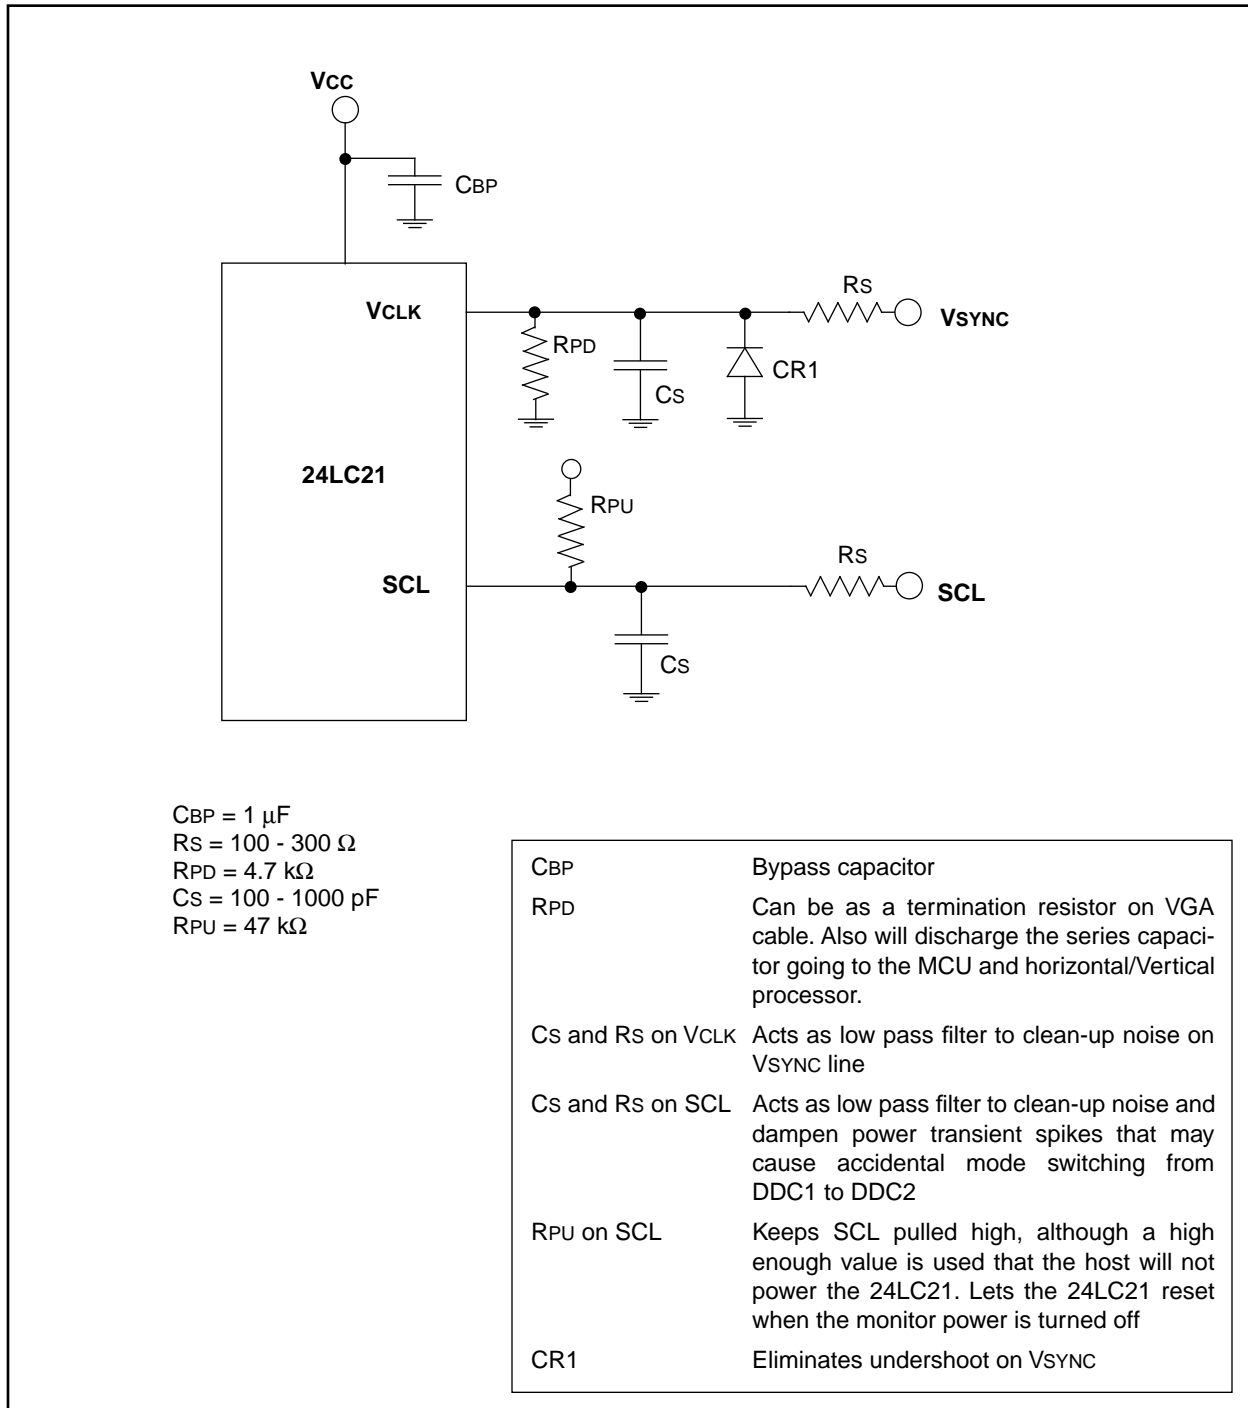 VCC
CBP
VCLK
RPD
CS
CR1
RS
VSYNC
24LC21
RPU
SCL
RS
SCL
CS
CBP = 1 μF
RS = 100 - 300 Ω
RPD = 4.7 kΩ
CS = 100 - 1000 pF
RPU = 47 kΩ
CBP Bypass capacitor
RPD Can be as a termination resistor on VGA
cable. Also will discharge the series capaci-
tor going to the MCU and horizontal/Vertical
processor.
CS and RS on VCLK Acts as low pass filter to clean-up noise on
VSYNC line
CS and RS on SCL Acts as low pass filter to clean-up noise and
dampen power transient spikes that may
cause accidental mode switching from
DDC1 to DDC2
RPU on SCL Keeps SCL pulled high, although a high
enough value is used that the host will not
power the 24LC21. Lets the 24LC21 reset
when the monitor power is turned off
CR1 Eliminates undershoot on VSYNC